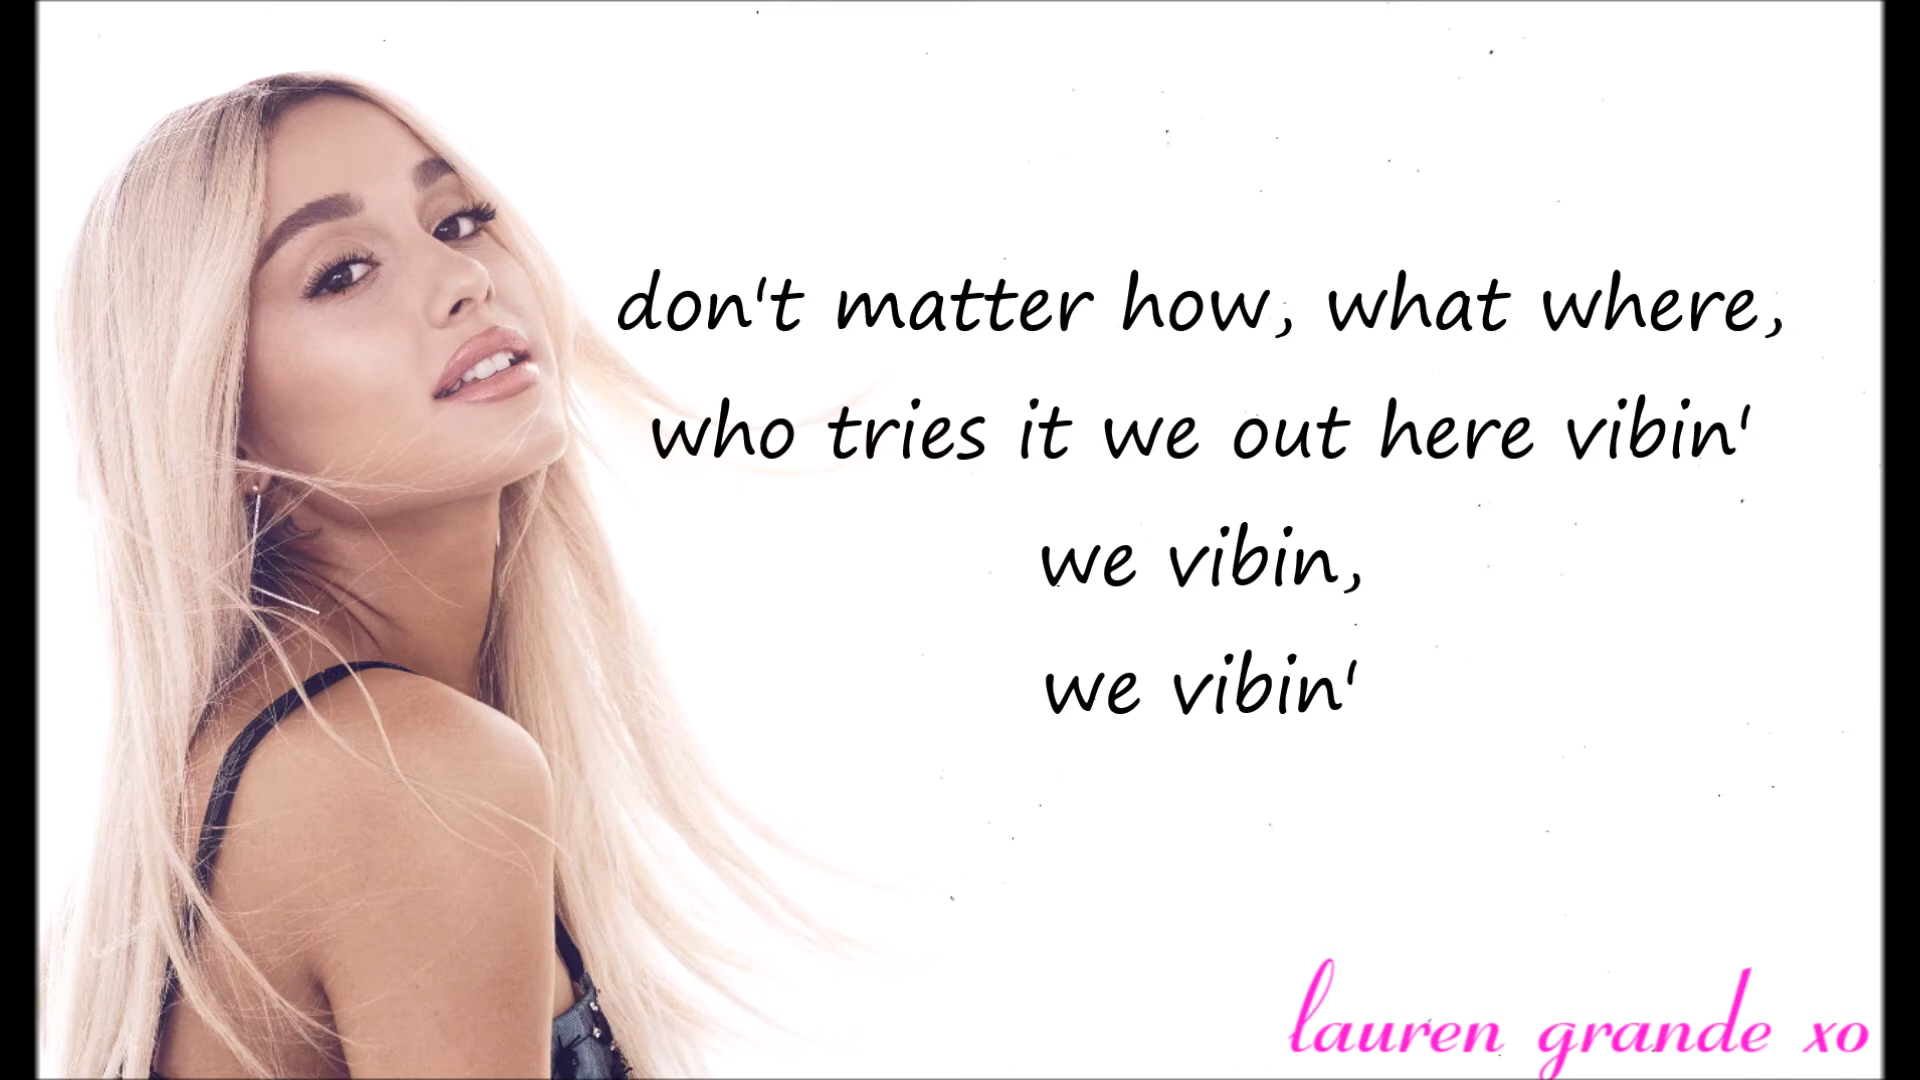 don't matter how, what where,
who tries it we out here vibin'
we vibin,
we vibin'
lauren grande xo